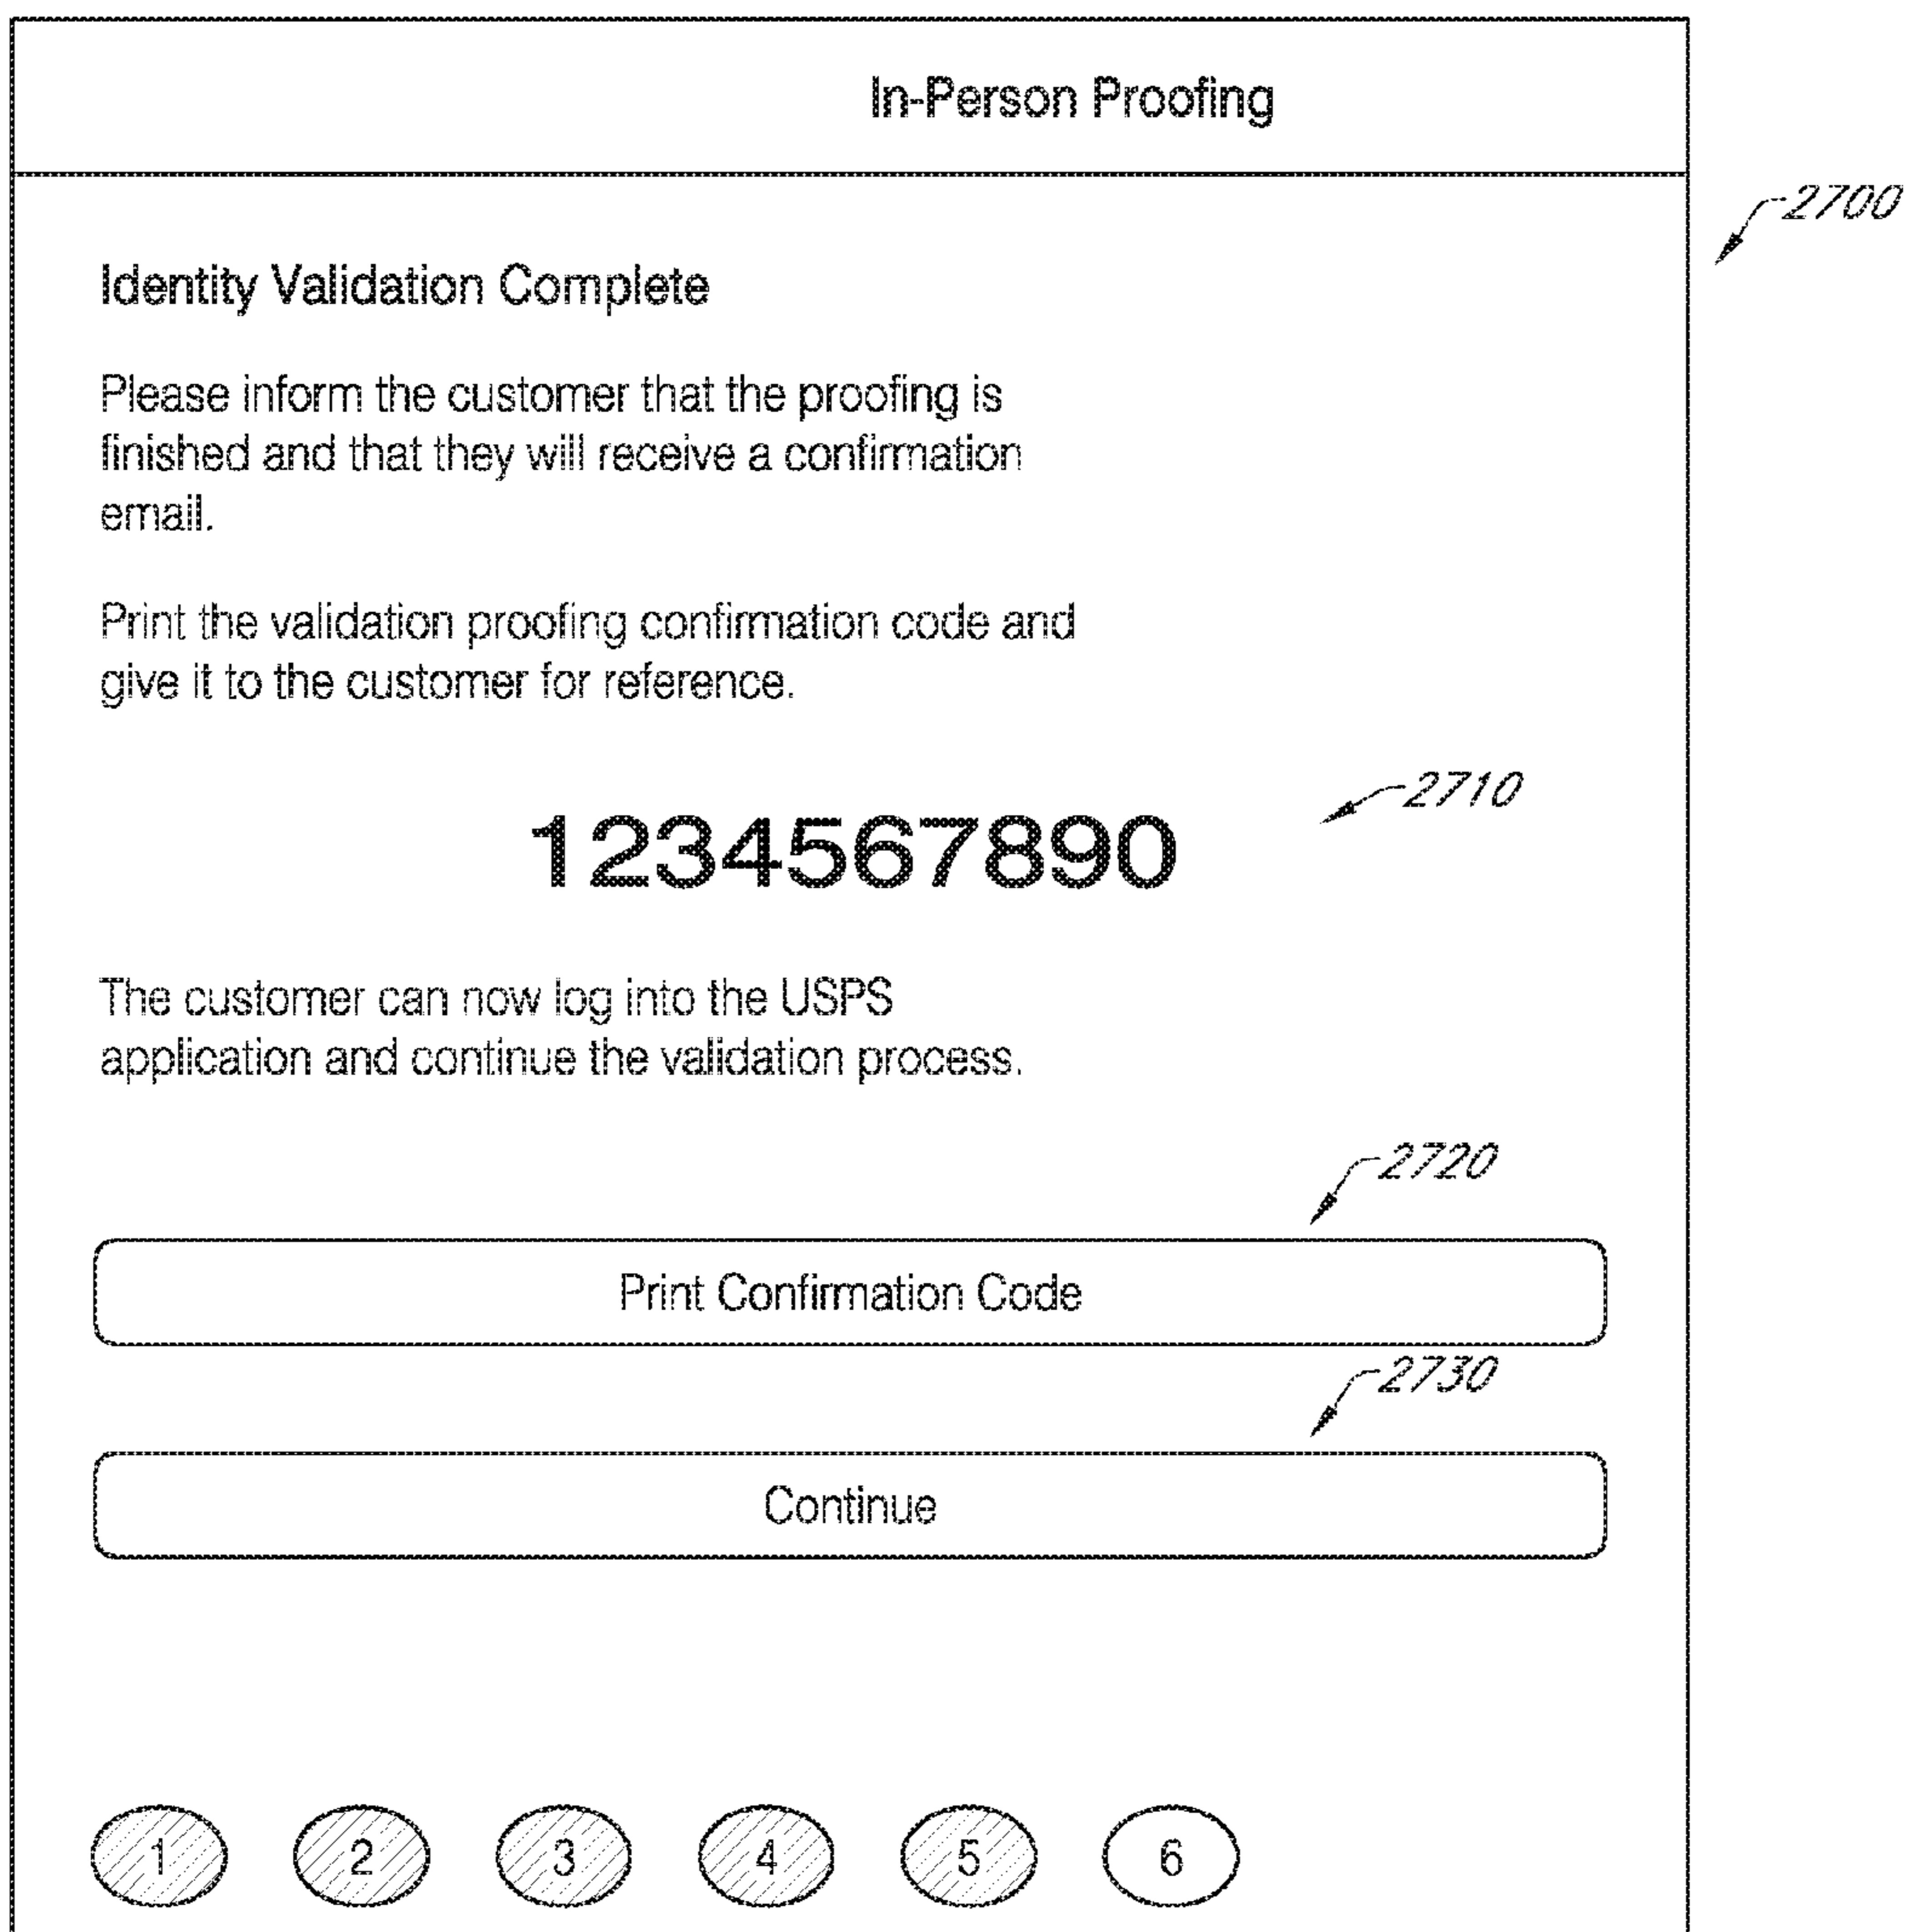 In-Person Proofing
2700
Identity Validation Complete
Please inform the customer that the proofing is
finished and that they will receive a confirmation
email.
Print the validation proofing confirmation code and
give it to the customer for reference.
2710
1234567890
The customer can now log into the USPS
application and continue the validation process.
2720
Print Confirmation Code
2730
Continue
1 2 3 4 5 6